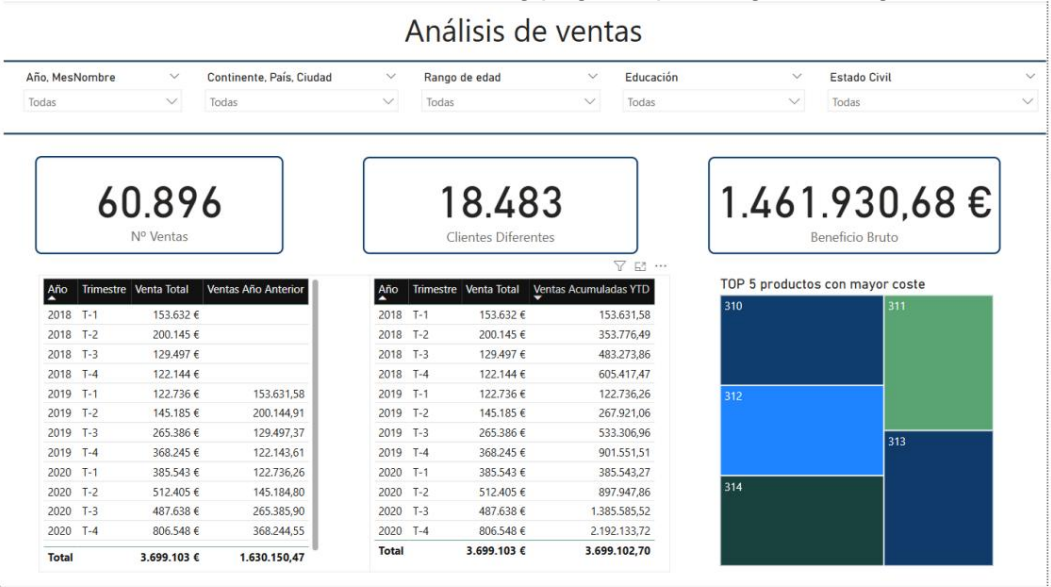 Análisis de ventas
Año, MesNombre
Todas
Continente, País, Ciudad
Todas
Rango de edad
Todas
Educación
Todas
Estado Civil
Todas
60.896
Nº Ventas
18.483
Clientes Diferentes
1.461.930,68 €
Beneficio Bruto
Año Trimestre Venta Total Ventas Año Anterior
2018 T-1 153.632 €
2018 T-2 200.145 €
2018 T-3 129.497 €
2018 T-4 122.144 €
2019 T-1 122.736 € 153.631,58
2019 T-2 145.185 € 200.144,91
2019 T-3 265.386 € 129.497,37
2019 T-4 368.245 € 122.143,61
2020 T-1 385.543 € 122.736,26
2020 T-2 512.405 € 145.184,80
2020 T-3 487.638 € 265.385,90
2020 T-4 806.548 € 368.244,55
Total 3.699.103 € 1.630.150,47
Año Trimestre Venta Total Ventas Acumuladas YTD
2018 T-1 153.632 € 153.631,58
2018 T-2 200.145 € 353.776,49
2018 T-3 129.497 € 483.273,86
2018 T-4 122.144 € 605.417,47
2019 T-1 122.736 € 122.736,26
2019 T-2 145.185 € 267.921,06
2019 T-3 265.386 € 533.306,96
2019 T-4 368.245 € 901.551,51
2020 T-1 385.543 € 385.543,27
2020 T-2 512.405 € 897.947,86
2020 T-3 487.638 € 1.385.585,52
2020 T-4 806.548 € 2.192.133,72
Total 3.699.103 € 3.699.102,70
TOP 5 productos con mayor coste
310
311
312
313
314